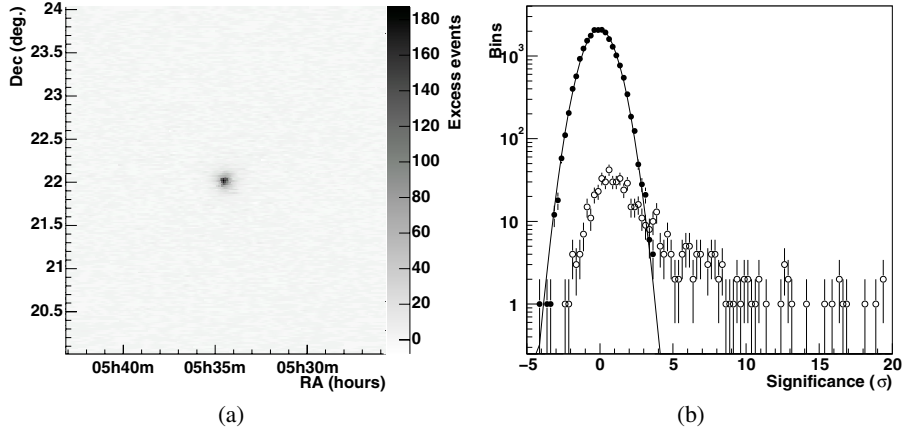 Dec (deg.)
24
23.5
23
22.5
22
21.5
21
20.5
05h40m 05h35m 05h30m
RA (hours)
180
160
140
120
100
80
60
40
20
0
Excess events
(a)
Bins
10³
10²
10
1
−5 0 5 10 15 20
Significance (σ)
(b)